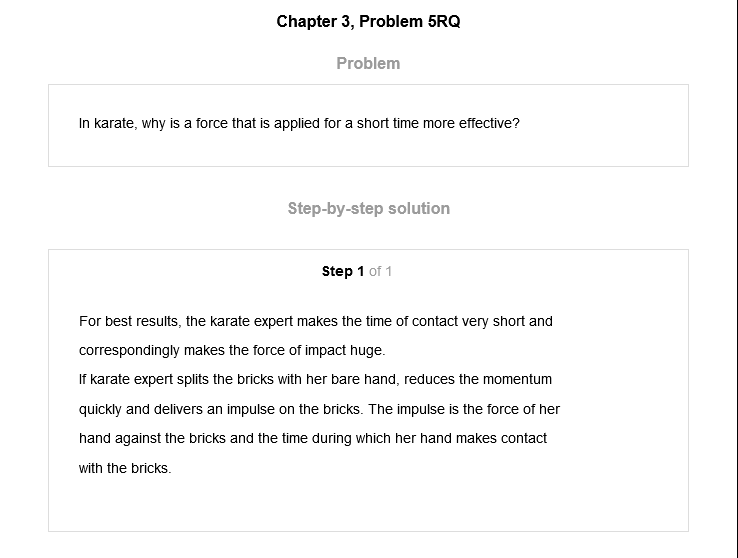 Chapter 3, Problem 5RQ
Problem
In karate, why is a force that is applied for a short time more effective?
Step-by-step solution
Step 1 of 1
For best results, the karate expert makes the time of contact very short and
correspondingly makes the force of impact huge.
If karate expert splits the bricks with her bare hand, reduces the momentum
quickly and delivers an impulse on the bricks. The impulse is the force of her
hand against the bricks and the time during which her hand makes contact
with the bricks.